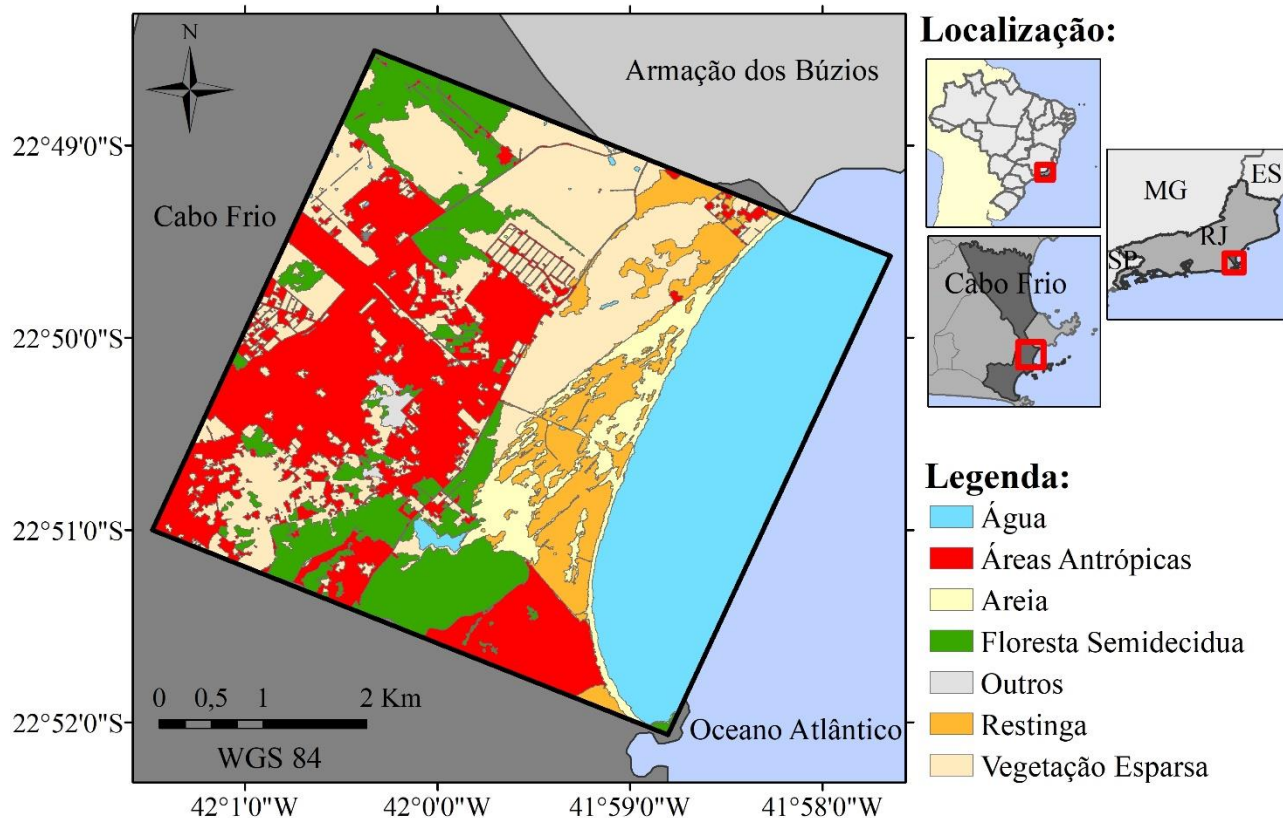 N
Armação dos Búzios
22°49'0"S
Cabo Frio
22°50'0"S
22°51'0"S
22°52'0"S
0 0,5 1 2 Km
WGS 84
Oceano Atlântico
42°10'W
42°0'0"W
41°59'0"W
41°58'0"W
Localização:
MG
ES
RJ
SP
Cabo Frio
Legenda:
Água
Áreas Antrópicas
Areia
Floresta Semidecidua
Outros
Restinga
Vegetação Esparsa